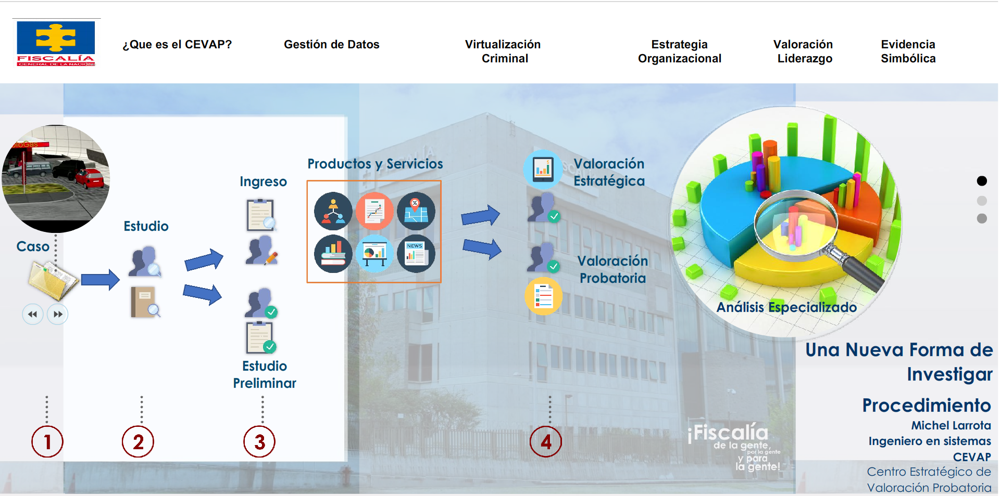 FISCALÍA
GENERAL DE LA NACIÓN
¿Que es el CEVAP?
Gestión de Datos
Virtualización
Criminal
Estrategia
Organizacional
Valoración
Liderazgo
Evidencia
Simbólica
Caso
Estudio
Ingreso
Estudio
Preliminar
Productos y Servicios
NEWS
Valoración
Estratégica
Valoración
Probatoria
Análisis Especializado
Una Nueva Forma de
Investigar
Procedimiento
Michel Larrota
Ingeniero en sistemas
CEVAP
Centro Estratégico de
Valoración Probatoria
¡Fiscalía
de la gente,
por la gente
y para
la gente!
1
2
3
4